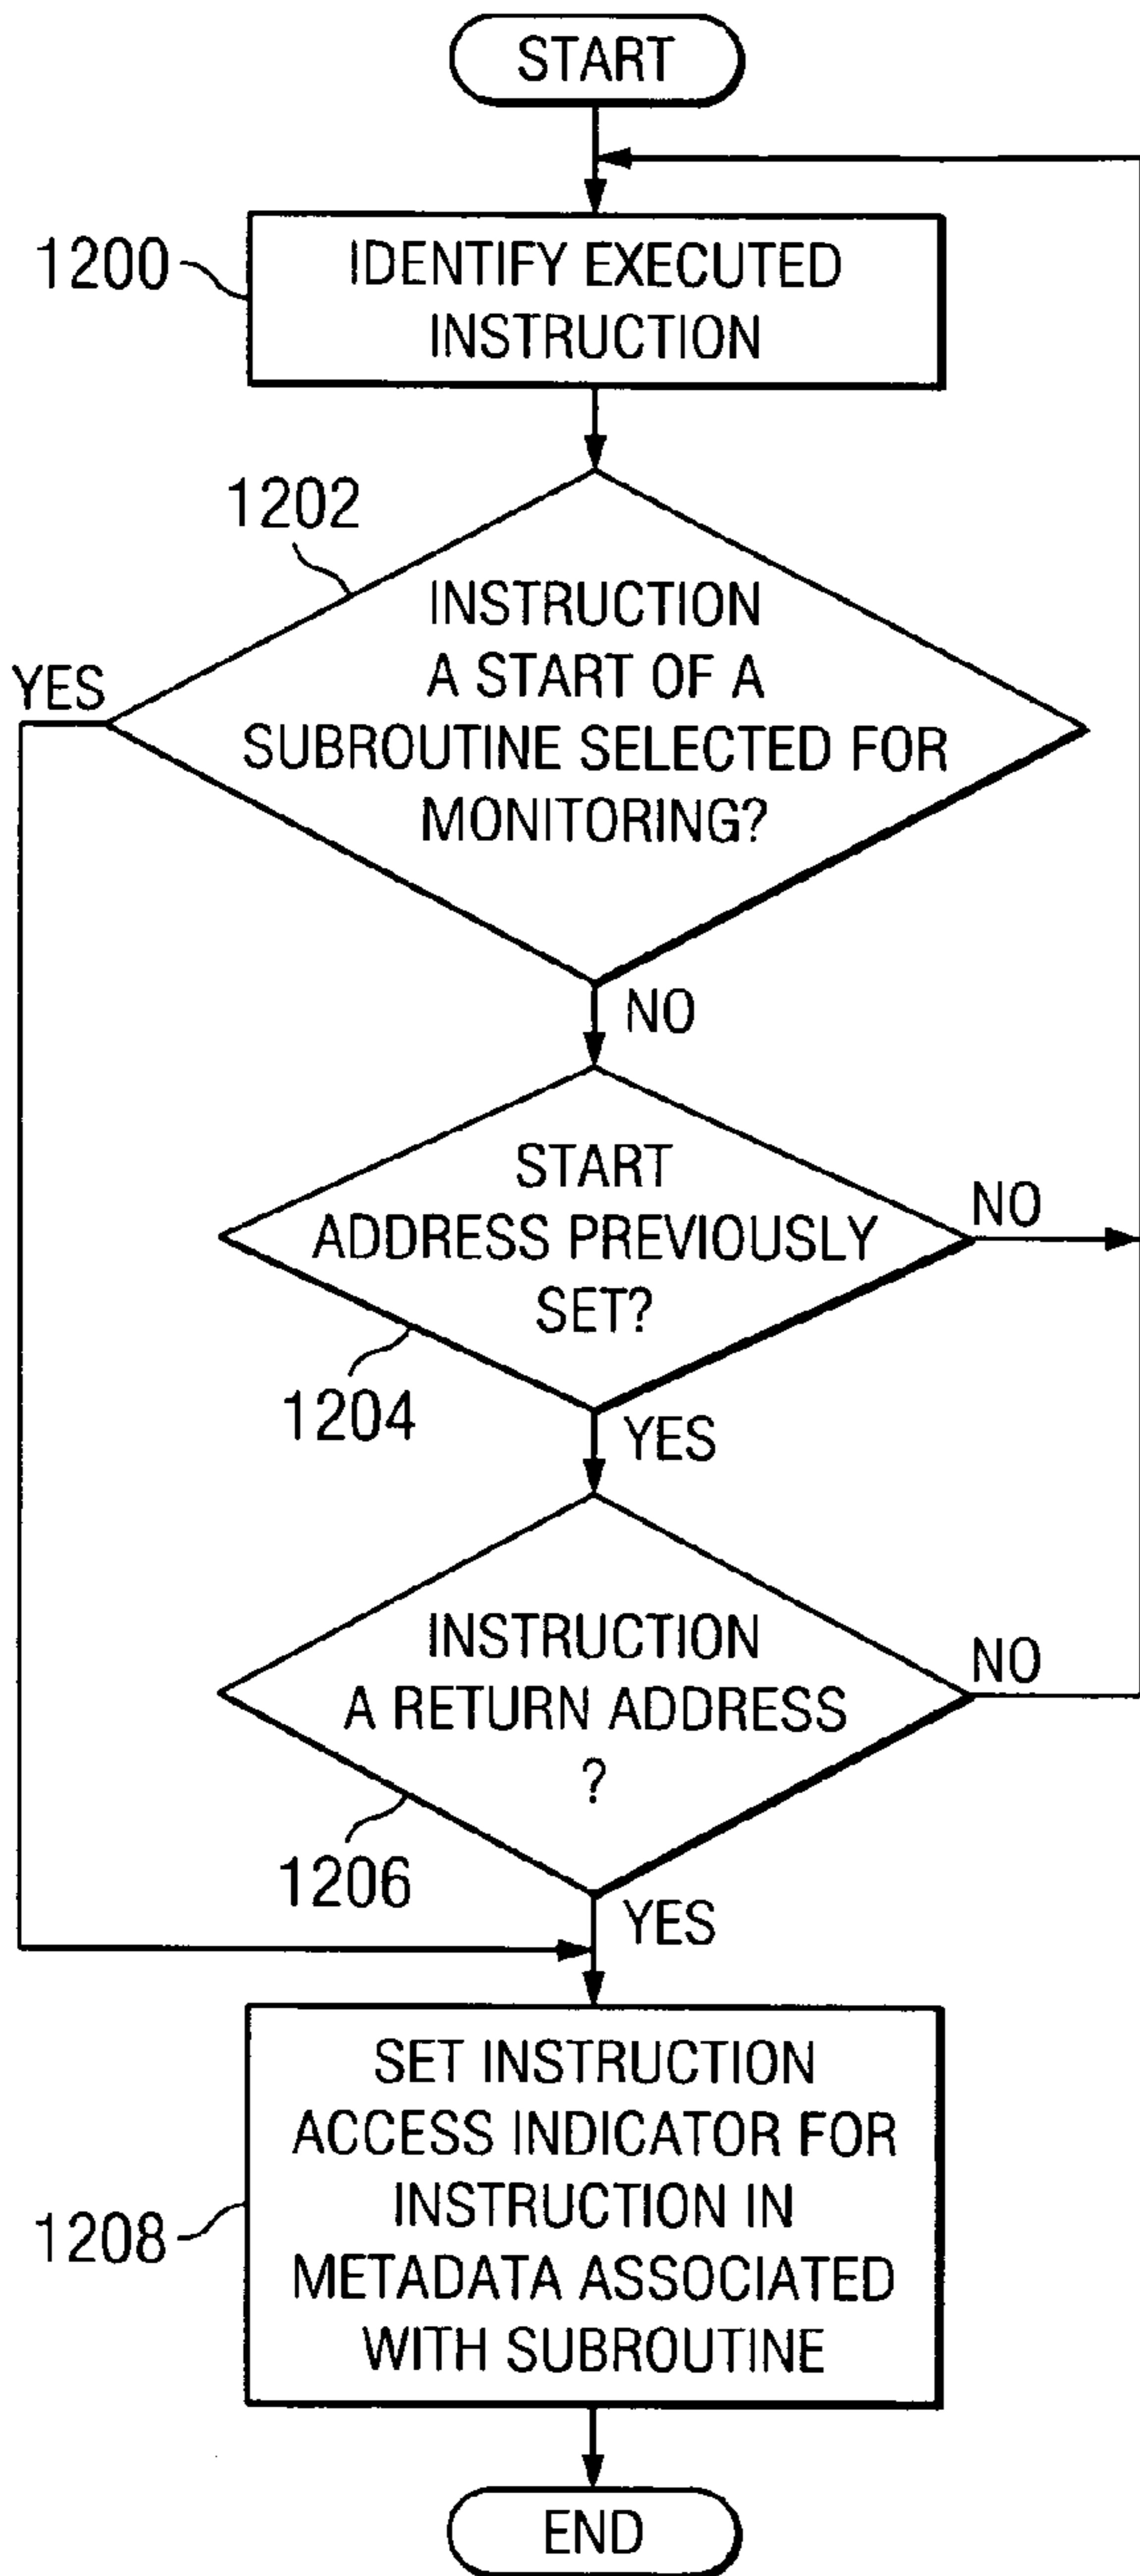 START
1200
IDENTIFY EXECUTED
INSTRUCTION
1202
INSTRUCTION
A START OF A
SUBROUTINE SELECTED FOR
MONITORING?
YES
NO
START
ADDRESS PREVIOUSLY
SET?
NO
1204
YES
INSTRUCTION
A RETURN ADDRESS
?
NO
1206
YES
1208
SET INSTRUCTION
ACCESS INDICATOR FOR
INSTRUCTION IN
METADATA ASSOCIATED
WITH SUBROUTINE
END